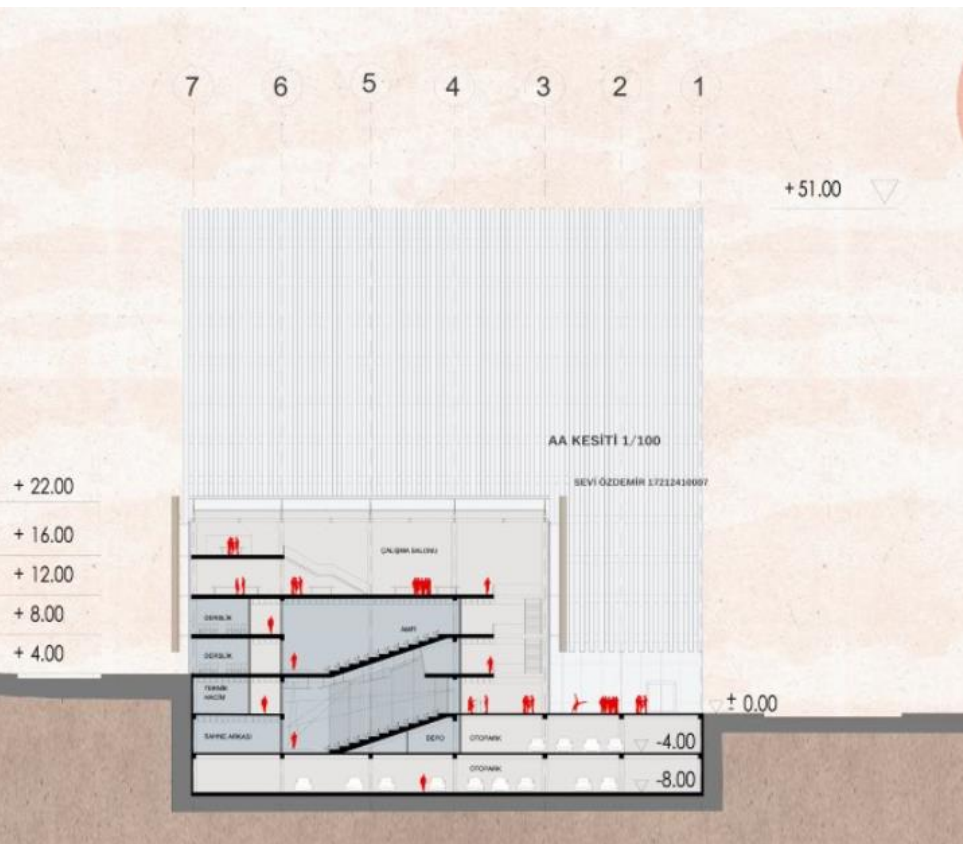 7 6 5 4 3 2 1
+ 51.00
AA KESİTİ 1/100
SEVİ ÖZDEMİR 17212410007
+ 22.00
+ 16.00
ÇALIŞMA SALONU
+ 12.00
+ 8.00
DERSLİK
AMFİ
+ 4.00
DERSLİK
TEKNİK
HACİM
± 0.00
SAHNE ARKASI
DEPO
OTOPARK
-4.00
OTOPARK
-8.00